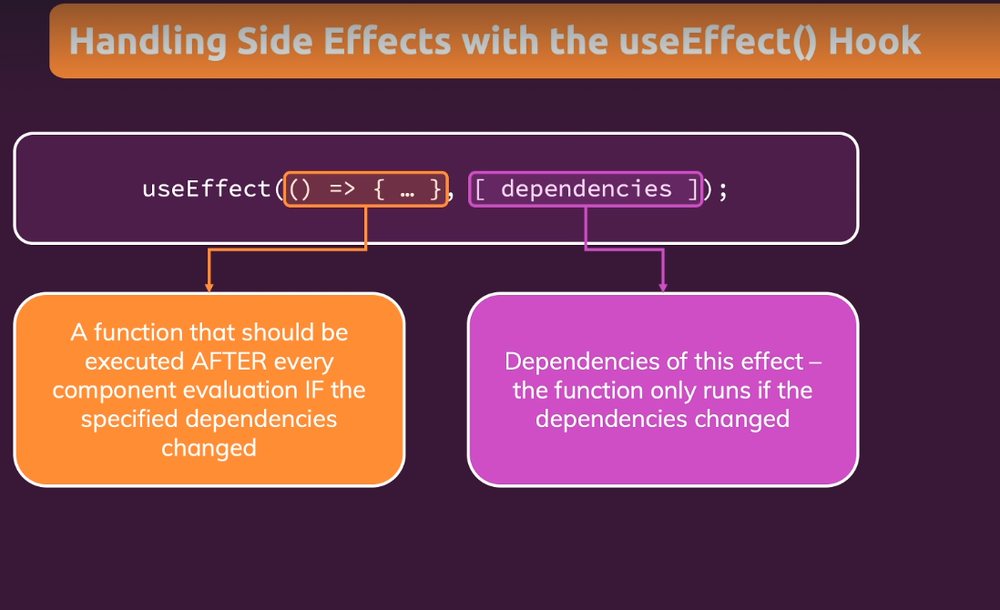 Handling Side Effects with the useEffect() Hook
useEffect(() => { … }, [ dependencies ]);
A function that should be
executed AFTER every
component evaluation IF the
specified dependencies
changed
Dependencies of this effect –
the function only runs if the
dependencies changed